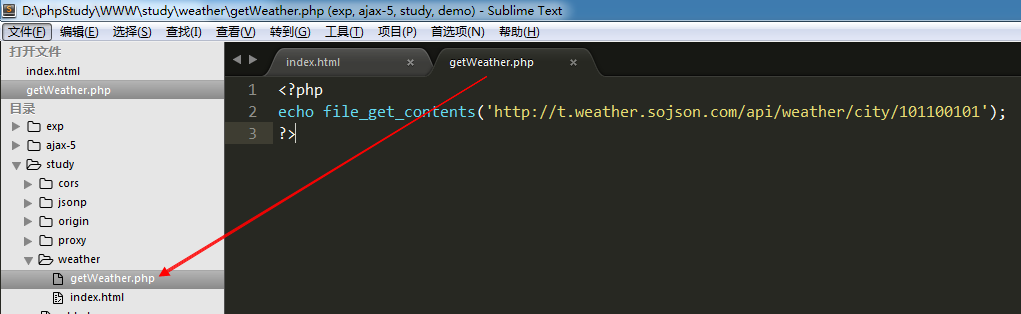 D:\phpStudy\WWW\study\weather\getWeather.php (exp, ajax-5, study, demo) - Sublime Text
文件(F) 编辑(E) 选择(S) 查找(I) 查看(V) 转到(G) 工具(T) 项目(P) 首选项(N) 帮助(H)
打开文件
index.html
getWeather.php
目录
exp
ajax-5
study
cors
jsonp
origin
proxy
weather
getWeather.php
index.html
index.html × getWeather.php ×
1 <?php
2 echo file_get_contents('http://t.weather.sojson.com/api/weather/city/101100101');
3 ?>